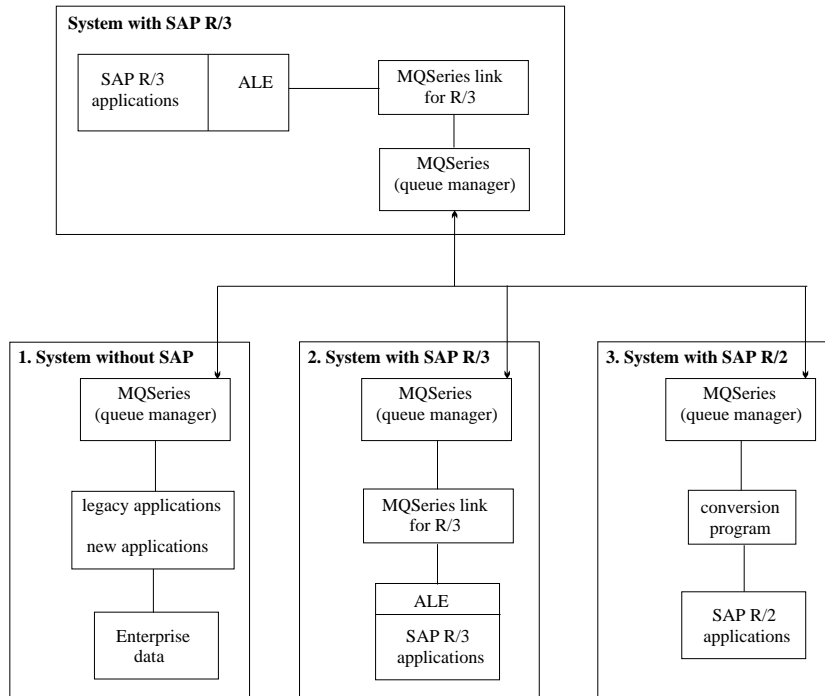 System with SAP R/3
SAP R/3
applications
ALE
MQSeries link
for R/3
MQSeries
(queue manager)
1. System without SAP
MQSeries
(queue manager)
legacy applications
new applications
Enterprise
data
2. System with SAP R/3
MQSeries
(queue manager)
MQSeries link
for R/3
ALE
SAP R/3
applications
3. System with SAP R/2
MQSeries
(queue manager)
conversion
program
SAP R/2
applications